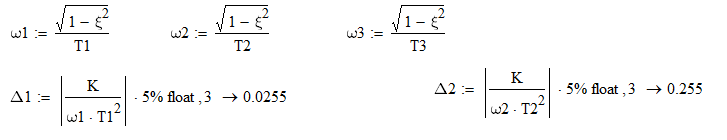 ω1 := √(1 − ξ²) / T1    ω2 := √(1 − ξ²) / T2    ω3 := √(1 − ξ²) / T3
Δ1 := |K / (ω1 · T1²)| · 5% float ,3 → 0.0255    Δ2 := |K / (ω2 · T2²)| · 5% float ,3 → 0.255